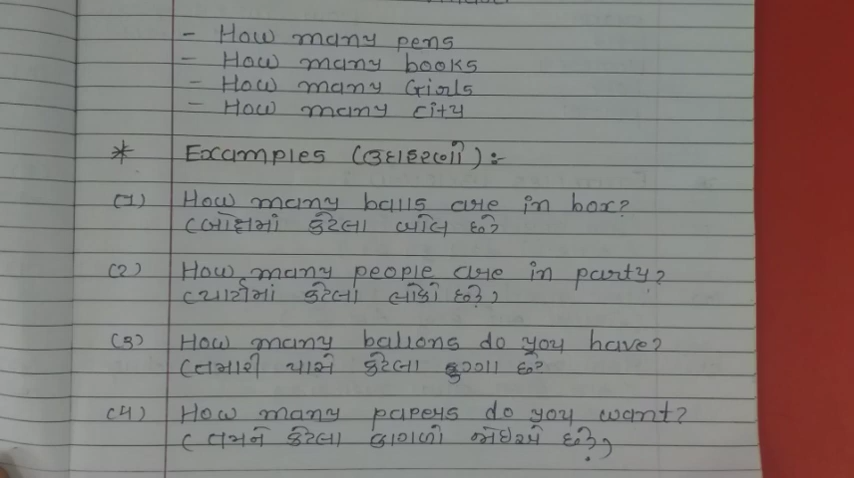 - How many pens
- How many books
- How many Girls
- How many city
* Examples (ઉદાહરણો) :-
(1) How many balls are in box?
(બોક્ષમાં કેટલા બોલ છે?
(2) How many people are in party?
(પાર્ટીમાં કેટલા લોકો છે?)
(3) How many ballons do you have?
(તમારી પાસે કેટલા ફુગ્ગા છે?
(4) How many papers do you want?
( તમને કેટલા કાગળો જોઇએ છે?)